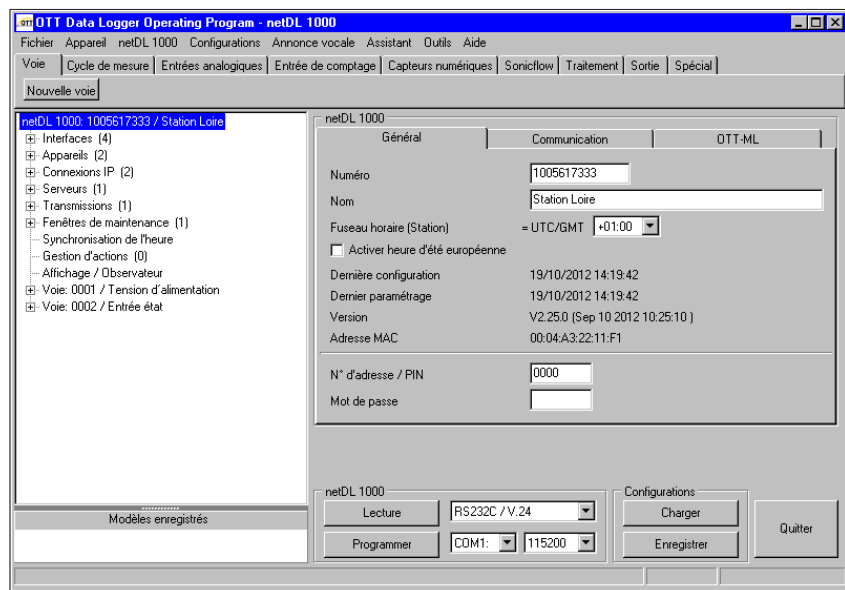 OTT OTT Data Logger Operating Program - netDL 1000
Fichier Appareil netDL 1000 Configurations Annonce vocale Assistant Outils Aide
Voie Cycle de mesure Entrées analogiques Entrée de comptage Capteurs numériques Sonicflow Traitement Sortie Spécial
Nouvelle voie
netDL 1000: 1005617333 / Station Loire
Interfaces (4)
Appareils (2)
Connexions IP (2)
Serveurs (1)
Transmissions (1)
Fenêtres de maintenance (1)
Synchronisation de l'heure
Gestion d'actions (0)
Affichage / Observateur
Voie: 0001 / Tension d´alimentation
Voie: 0002 / Entrée état
Modèles enregistrés
netDL 1000
Général Communication OTT-ML
Numéro 1005617333
Nom Station Loire
Fuseau horaire (Station) = UTC/GMT +01:00
Activer heure d'été européenne
Dernière configuration 19/10/2012 14:19:42
Dernier paramétrage 19/10/2012 14:19:42
Version V2.25.0 (Sep 10 2012 10:25:10 )
Adresse MAC 00:04:A3:22:11:F1
N° d'adresse / PIN 0000
Mot de passe
netDL 1000
Lecture RS232C / V.24
Programmer COM1: 115200
Configurations
Charger
Enregistrer
Quitter